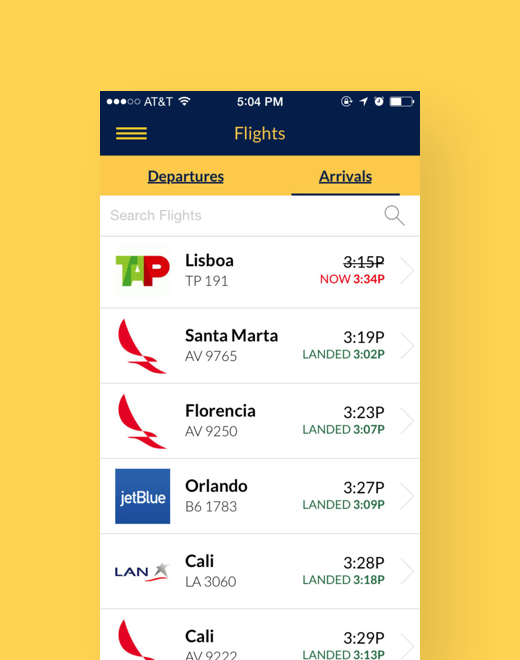 AT&T 5:04 PM
Flights
Departures Arrivals
Search Flights
TAP Lisboa 3:15P
TP 191 NOW 3:34P
Santa Marta 3:19P
AV 9765 LANDED 3:02P
Florencia 3:23P
AV 9250 LANDED 3:07P
jetBlue Orlando 3:27P
B6 1783 LANDED 3:09P
LAN Cali 3:28P
LA 3060 LANDED 3:18P
Cali 3:29P
AV 9222 LANDED 3:13P